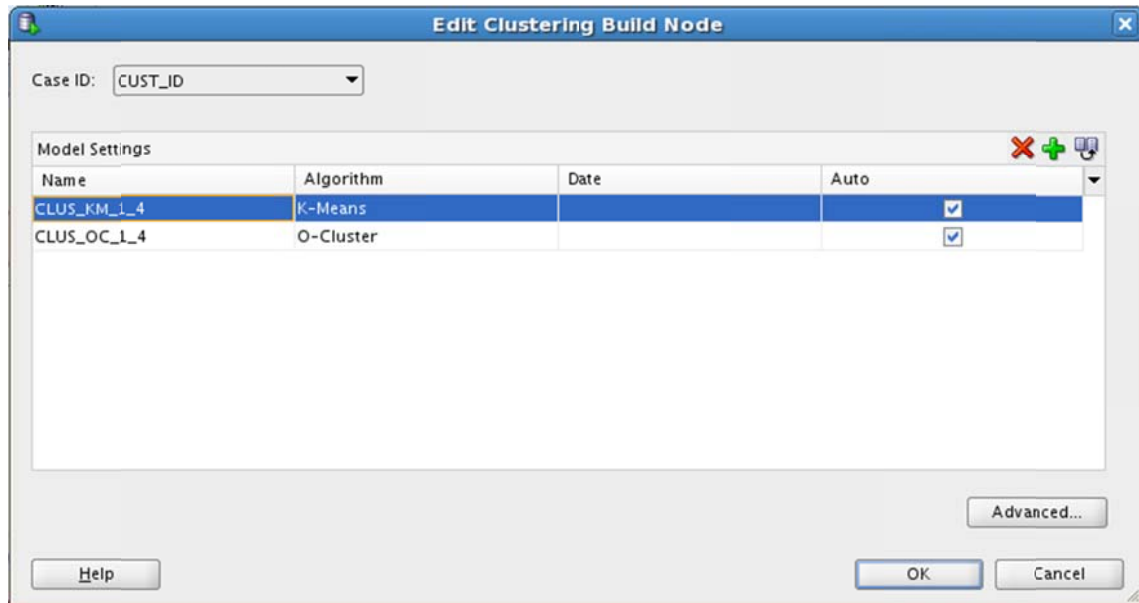 Edit Clustering Build Node
Case ID: CUST_ID
Model Settings
Name Algorithm Date Auto
CLUS_KM_1_4 K-Means
CLUS_OC_1_4 O-Cluster
Advanced...
Help OK Cancel